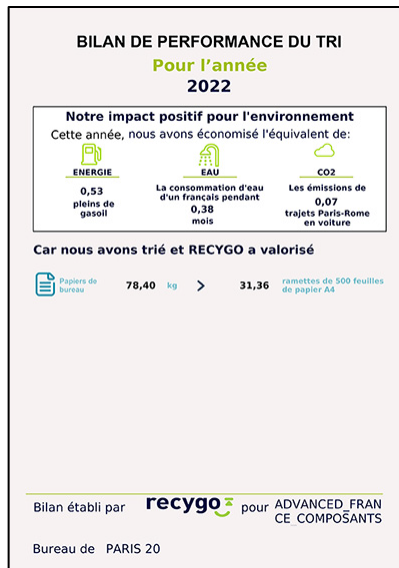 BILAN DE PERFORMANCE DU TRI
Pour l'année
2022
Notre impact positif pour l'environnement
Cette année, nous avons économisé l'équivalent de:
ENERGIE
0,53
pleins de
gasoil
EAU
La consommation d'eau
d'un français pendant
0,38
mois
CO2
Les émissions de
0,07
trajets Paris-Rome
en voiture
Car nous avons trié et RECYGO a valorisé
Papiers de
bureau
78,40 kg > 31,36
ramettes de 500 feuilles
de papier A4
Bilan établi par recygo pour ADVANCED_FRAN
CE_COMPOSANTS
Bureau de PARIS 20